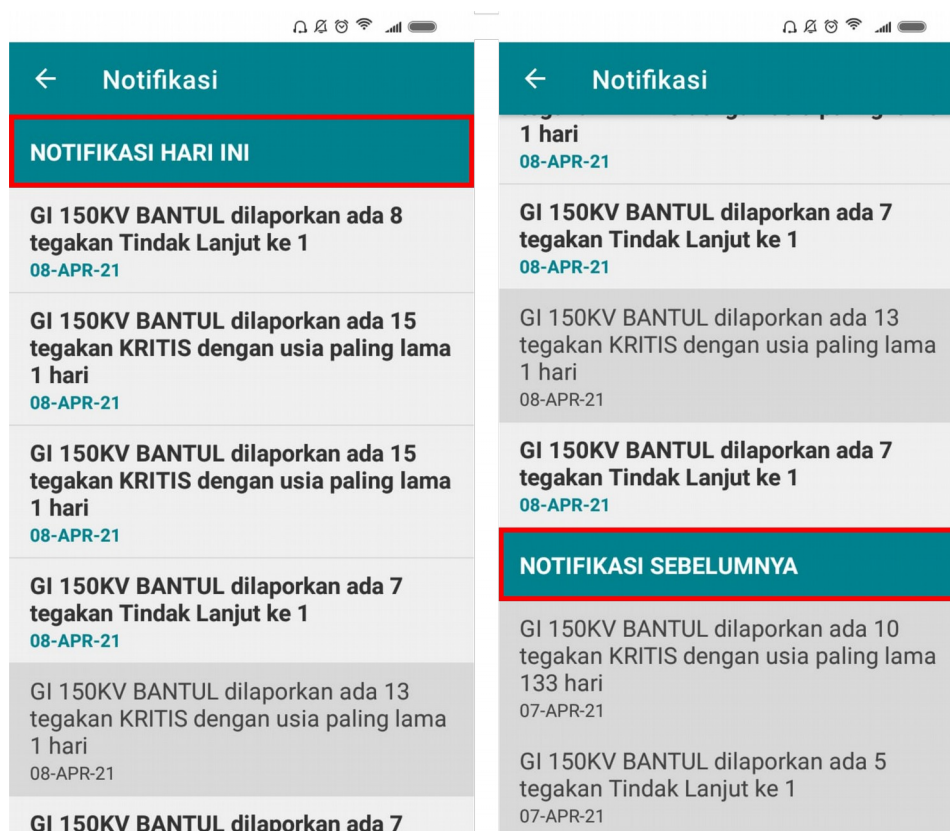 Notifikasi
NOTIFIKASI HARI INI
GI 150KV BANTUL dilaporkan ada 8
tegakan Tindak Lanjut ke 1
08-APR-21
GI 150KV BANTUL dilaporkan ada 15
tegakan KRITIS dengan usia paling lama
1 hari
08-APR-21
GI 150KV BANTUL dilaporkan ada 15
tegakan KRITIS dengan usia paling lama
1 hari
08-APR-21
GI 150KV BANTUL dilaporkan ada 7
tegakan Tindak Lanjut ke 1
08-APR-21
GI 150KV BANTUL dilaporkan ada 13
tegakan KRITIS dengan usia paling lama
1 hari
08-APR-21
GI 150KV BANTUL dilaporkan ada 7
Notifikasi
1 hari
08-APR-21
GI 150KV BANTUL dilaporkan ada 7
tegakan Tindak Lanjut ke 1
08-APR-21
GI 150KV BANTUL dilaporkan ada 13
tegakan KRITIS dengan usia paling lama
1 hari
08-APR-21
GI 150KV BANTUL dilaporkan ada 7
tegakan Tindak Lanjut ke 1
08-APR-21
NOTIFIKASI SEBELUMNYA
GI 150KV BANTUL dilaporkan ada 10
tegakan KRITIS dengan usia paling lama
133 hari
07-APR-21
GI 150KV BANTUL dilaporkan ada 5
tegakan Tindak Lanjut ke 1
07-APR-21